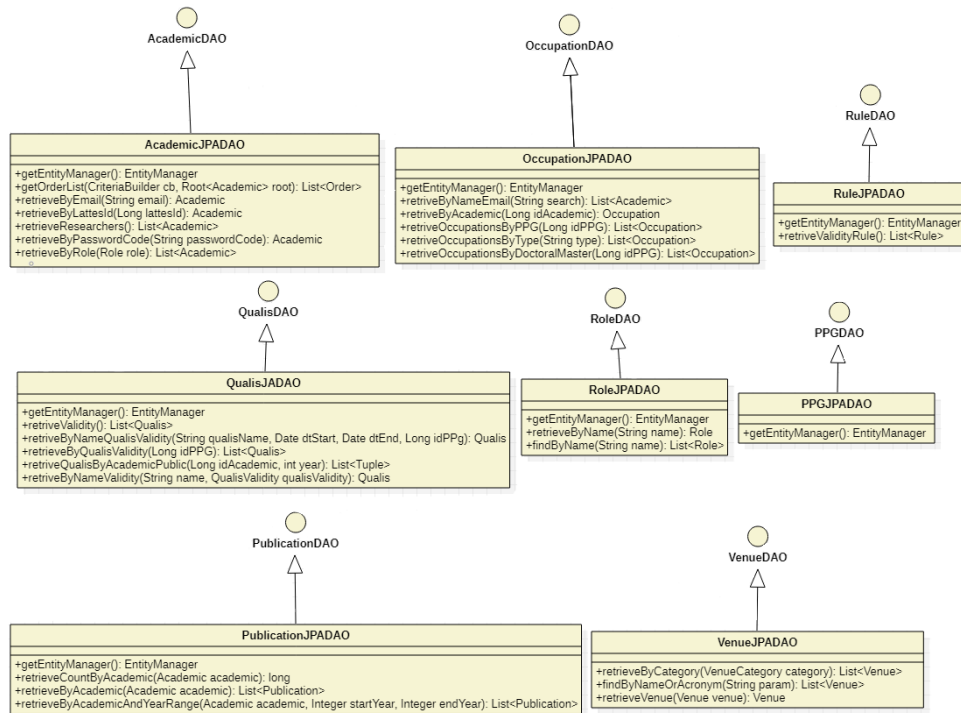 AcademicDAO
AcademicJPADAO
+getEntityManager(): EntityManager
+getOrderList(CriteriaBuilder cb, Root<Academic> root): List<Order>
+retrieveByEmail(String email): Academic
+retrieveByLattesId(Long lattesId): Academic
+retrieveResearchers(): List<Academic>
+retrieveByPasswordCode(String passwordCode): Academic
+retrieveByRole(Role role): List<Academic>
OccupationDAO
OccupationJPADAO
+getEntityManager(): EntityManager
+retriveByNameEmail(String search): List<Academic>
+retriveByAcademic(Long idAcademic): Occupation
+retriveOccupationsByPPG(Long idPPG): List<Occupation>
+retriveOccupationsByType(String type): List<Occupation>
+retriveOccupationsByDoctoralMaster(Long idPPG): List<Occupation>
RuleDAO
RuleJPADAO
+getEntityManager(): EntityManager
+retriveValidityRule(): List<Rule>
QualisDAO
QualisJADAO
+getEntityManager(): EntityManager
+retriveValidity(): List<Qualis>
+retriveByNameQualisValidity(String qualisName, Date dtStart, Date dtEnd, Long idPPg): Qualis
+retrieveByQualisValidity(Long idPPG): List<Qualis>
+retriveQualisByAcademicPublic(Long idAcademic, int year): List<Tuple>
+retriveByNameValidity(String name, QualisValidity qualisValidity): Qualis
RoleDAO
RoleJPADAO
+getEntityManager(): EntityManager
+retrieveByName(String name): Role
+findByName(String name): List<Role>
PPGDAO
PPGJPADAO
+getEntityManager(): EntityManager
PublicationDAO
PublicationJPADAO
+getEntityManager(): EntityManager
+retrieveCountByAcademic(Academic academic): long
+retrieveByAcademic(Academic academic): List<Publication>
+retrieveByAcademicAndYearRange(Academic academic, Integer startYear, Integer endYear): List<Publication>
VenueDAO
VenueJPADAO
+retrieveByCategory(VenueCategory category): List<Venue>
+findByNameOrAcronym(String param): List<Venue>
+retrieveVenue(Venue venue): Venue